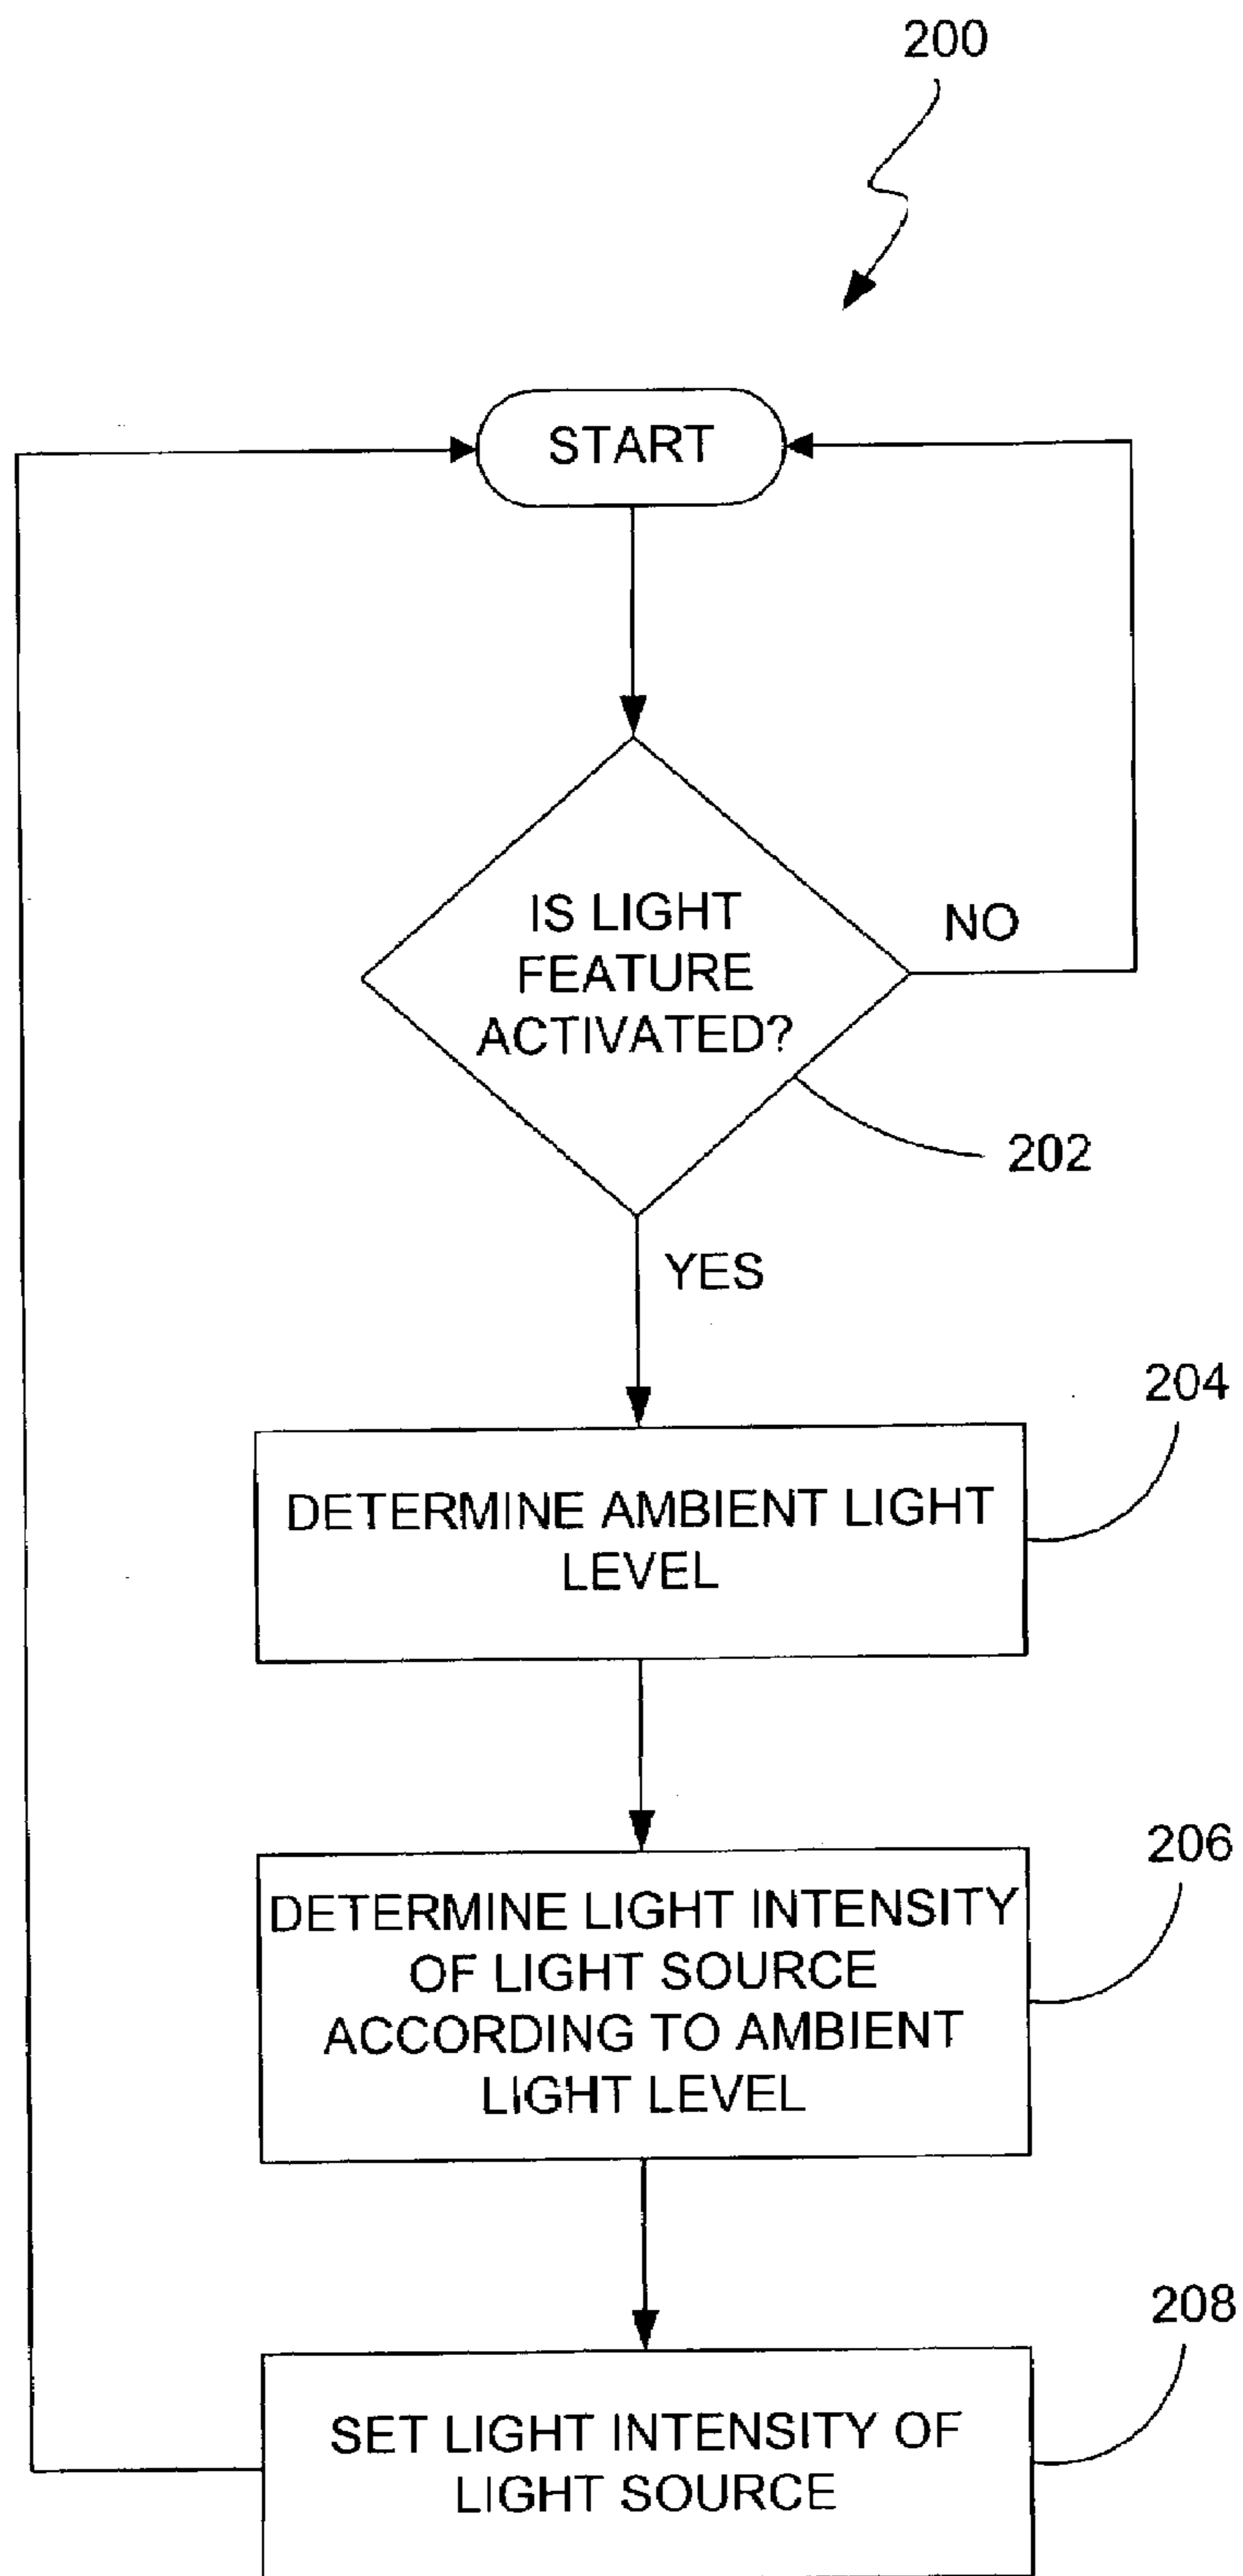 200
START
IS LIGHT
FEATURE
ACTIVATED?
NO
202
YES
204
DETERMINE AMBIENT LIGHT
LEVEL
206
DETERMINE LIGHT INTENSITY
OF LIGHT SOURCE
ACCORDING TO AMBIENT
LIGHT LEVEL
208
SET LIGHT INTENSITY OF
LIGHT SOURCE